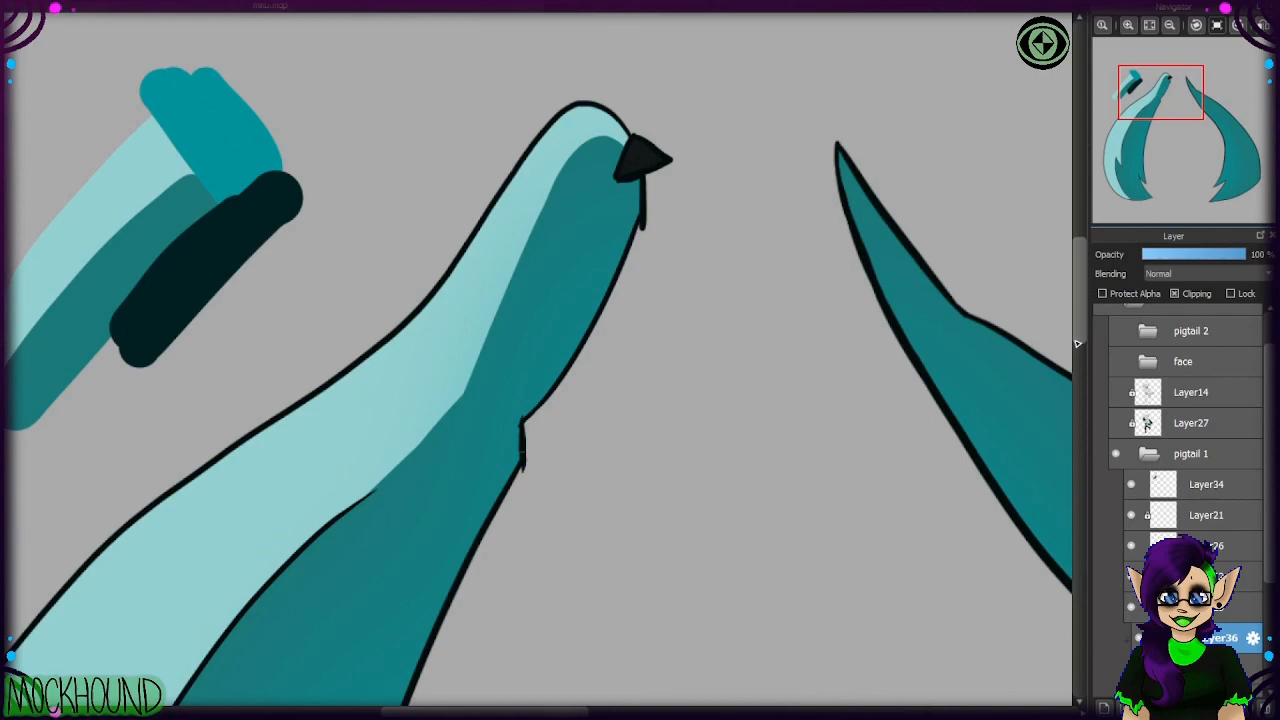 Navigator
Layer
Opacity 100 %
Blending Normal
Protect Alpha Clipping Lock
pigtail 2
face
Layer14
Layer27
pigtail 1
Layer34
Layer21
MOCKHOUND